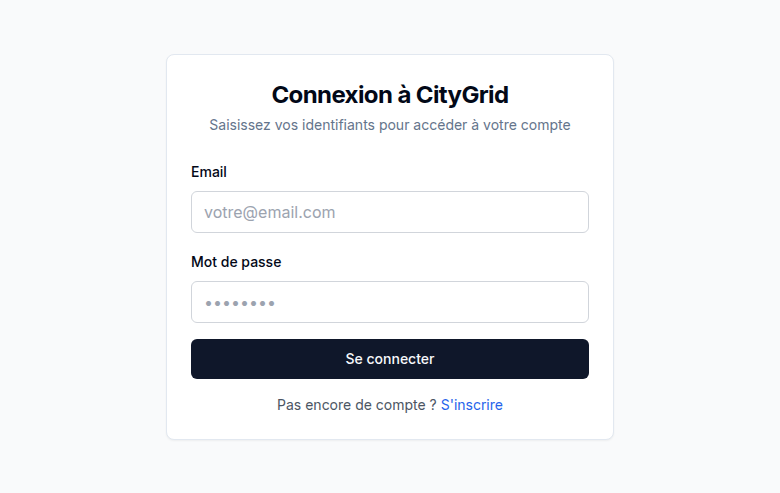 Connexion à CityGrid
Saisissez vos identifiants pour accéder à votre compte
Email
votre@email.com
Mot de passe
••••••••
Se connecter
Pas encore de compte ? S'inscrire